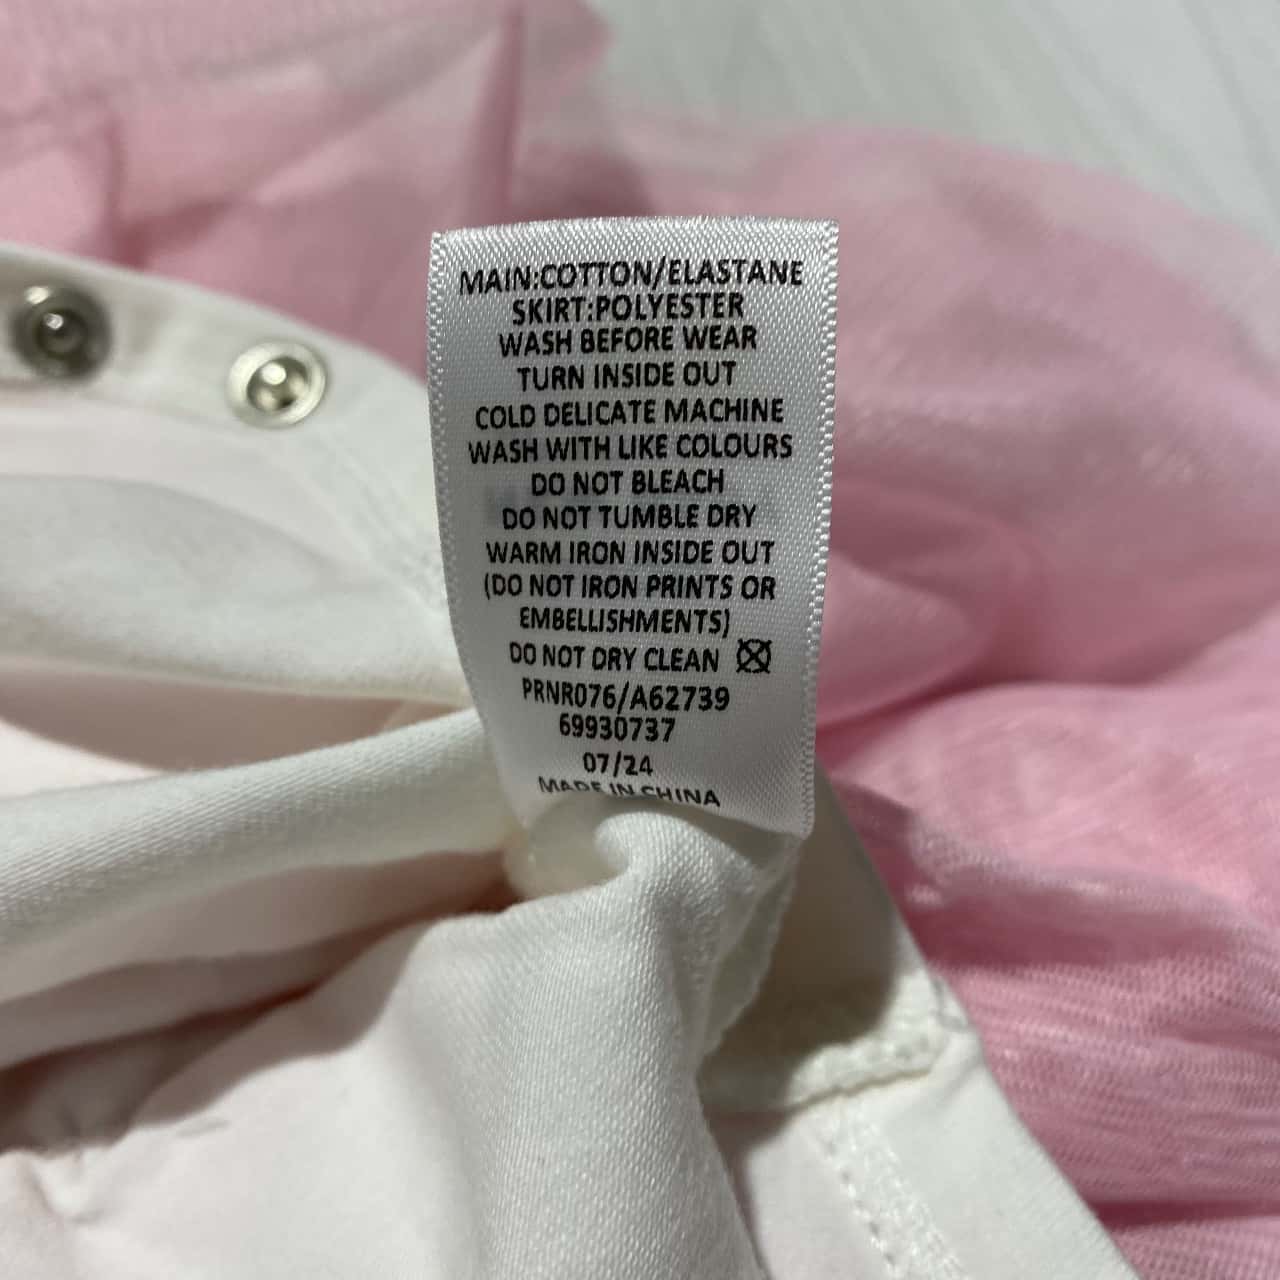 MAIN:COTTON/ELASTANE
SKIRT:POLYESTER
WASH BEFORE WEAR
TURN INSIDE OUT
COLD DELICATE MACHINE
WASH WITH LIKE COLOURS
DO NOT BLEACH
DO NOT TUMBLE DRY
WARM IRON INSIDE OUT
(DO NOT IRON PRINTS OR
EMBELLISHMENTS)
DO NOT DRY CLEAN
PRNR076/A62739
69930737
07/24
MADE IN CHINA